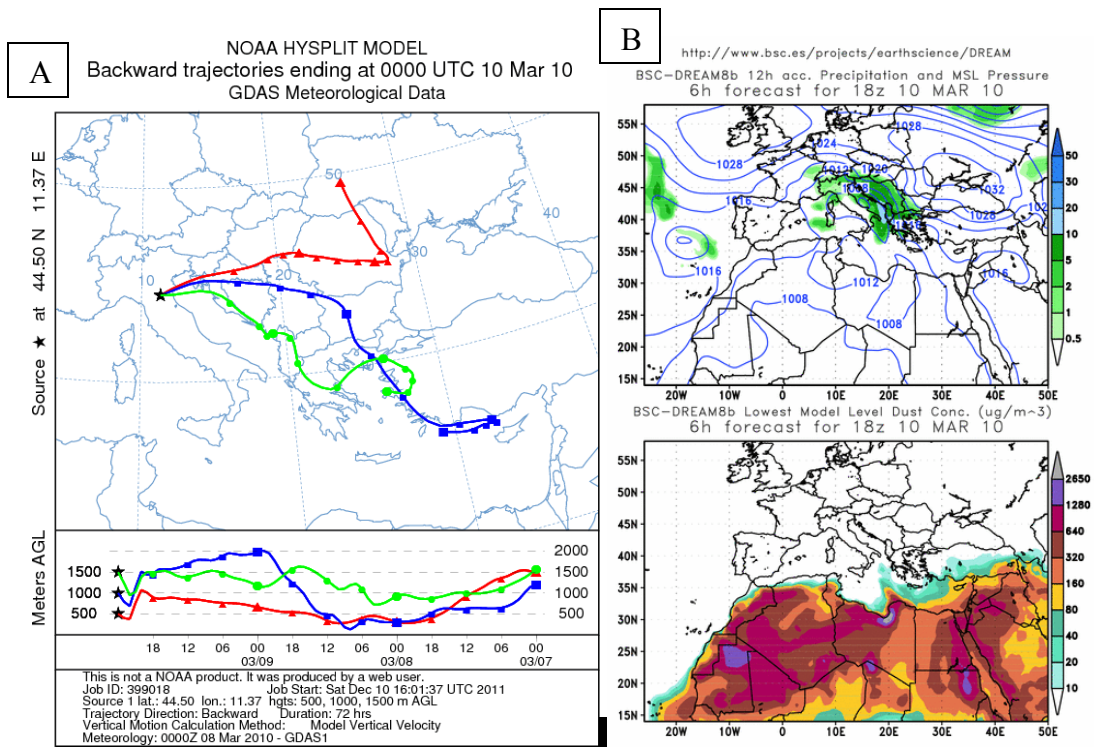 A
NOAA HYSPLIT MODEL
Backward trajectories ending at 0000 UTC 10 Mar 10
GDAS Meteorological Data
Source ★ at 44.50 N 11.37 E
50
40
30
20
10
Meters AGL
2000
1500 1500
1000 1000
500 500
18 12 06 00 18 12 06 00 18 12 06 00
03/09 03/08 03/07
This is not a NOAA product. It was produced by a web user.
Job ID: 399018 Job Start: Sat Dec 10 16:01:37 UTC 2011
Source 1 lat.: 44.50 lon.: 11.37 hgts: 500, 1000, 1500 m AGL
Trajectory Direction: Backward Duration: 72 hrs
Vertical Motion Calculation Method: Model Vertical Velocity
Meteorology: 0000Z 08 Mar 2010 - GDAS1
B
http://www.bsc.es/projects/earthscience/DREAM
BSC-DREAM8b 12h acc. Precipitation and MSL Pressure
6h forecast for 18z 10 MAR 10
55N
50N
45N
40N
35N
30N
25N
20N
15N
20W 10W 0 10E 20E 30E 40E 50E
1028
1024
1028
1012
1020
1008
1032
1016
1028
1016
1016
1012
1008
1008
50
30
20
10
5
2
1
0.5
BSC-DREAM8b Lowest Model Level Dust Conc. (ug/m^3)
6h forecast for 18z 10 MAR 10
55N
50N
45N
40N
35N
30N
25N
20N
15N
20W 10W 0 10E 20E 30E 40E 50E
2650
1280
640
320
160
80
40
20
10